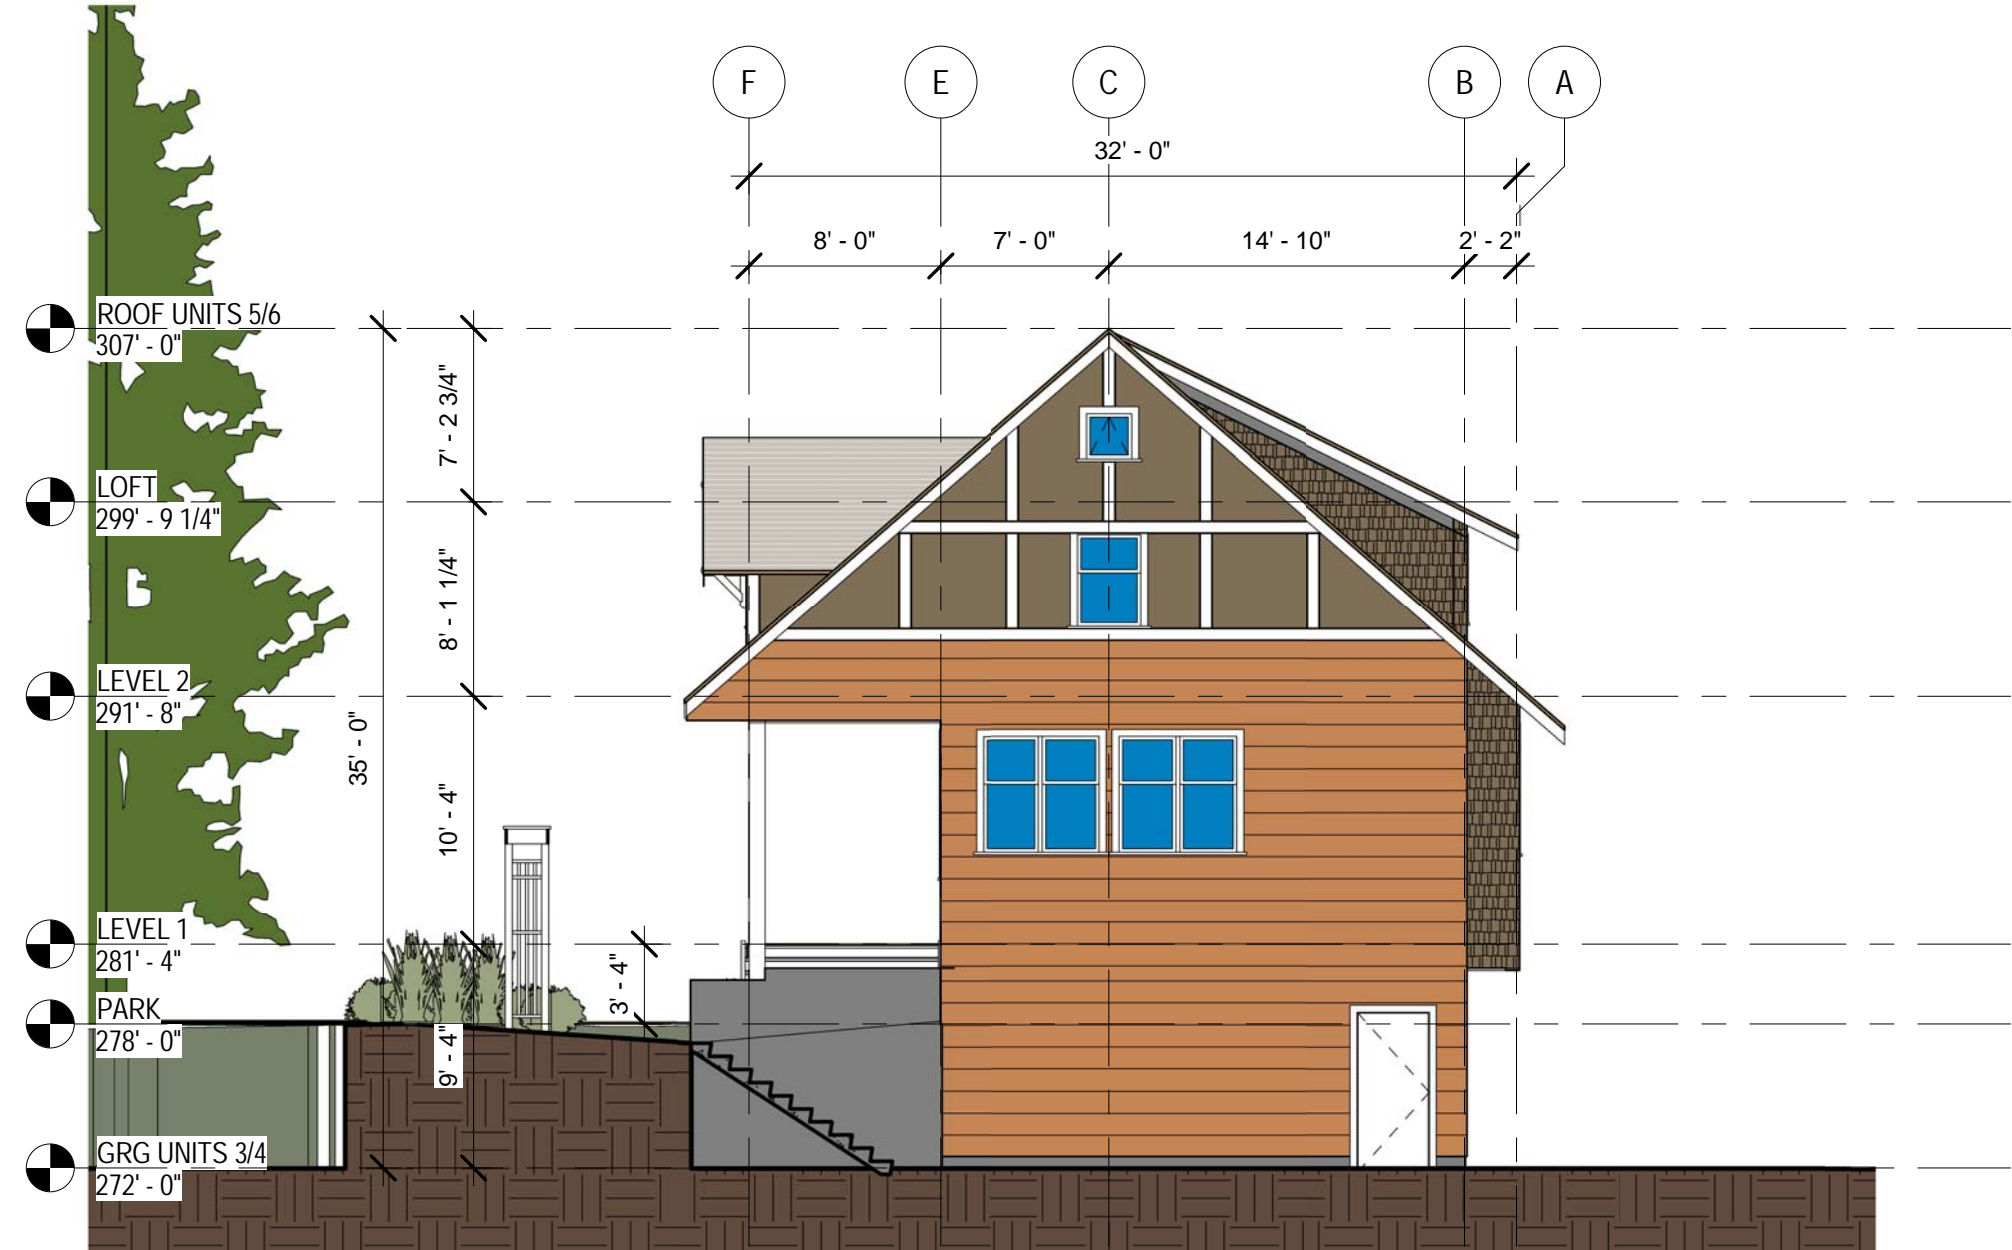 F
E
C
B
A
32' - 0"
8' - 0"
7' - 0"
14' - 10"
2' - 2"
ROOF UNITS 5/6
307' - 0"
7' - 2 3/4"
LOFT
299' - 9 1/4"
8' - 1 1/4"
LEVEL 2
291' - 8"
35' - 0"
10' - 4"
LEVEL 1
281' - 4"
3' - 4"
PARK
278' - 0"
9' - 4"
GRG UNITS 3/4
272' - 0"